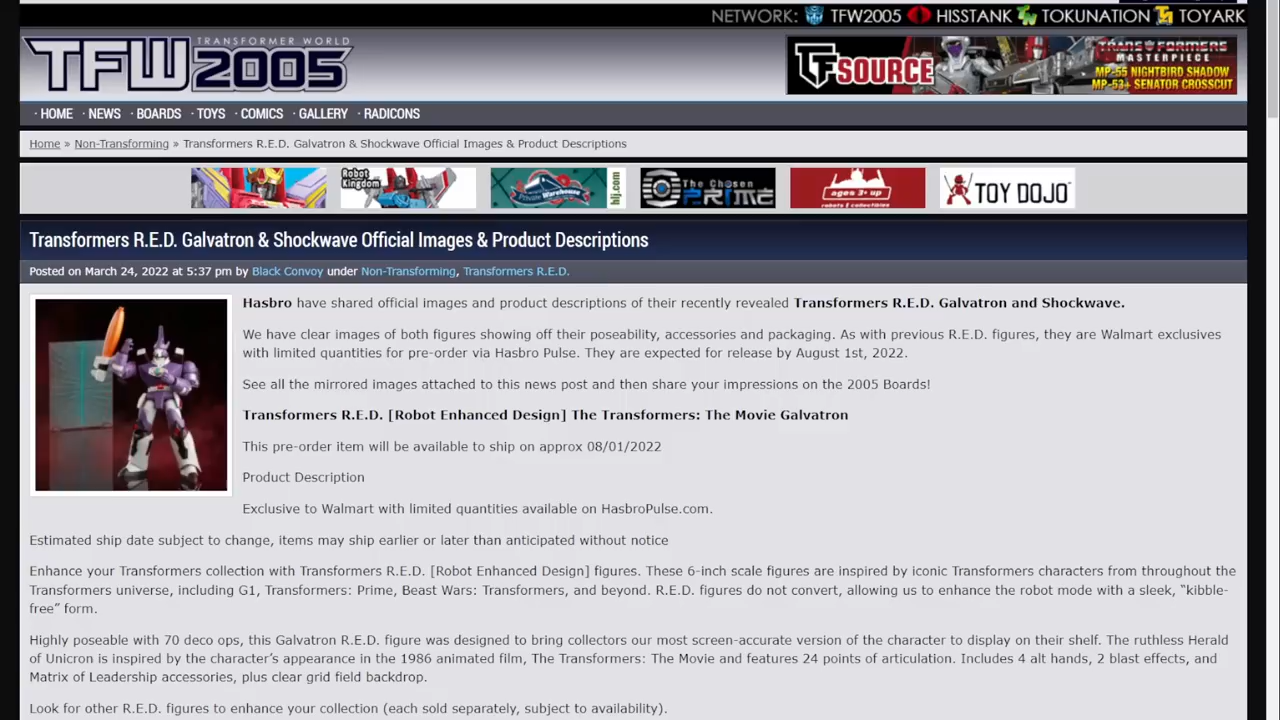 NETWORK: TFW2005 HISSTANK TOKUNATION TOYARK
TRANSFORMER WORLD
TFW2005
TFSOURCE
TRANSFORMERS
MASTERPIECE
MP-55 NIGHTBIRD SHADOW
MP-53+ SENATOR CROSSCUT
· HOME · NEWS · BOARDS · TOYS · COMICS · GALLERY · RADICONS
Home » Non-Transforming » Transformers R.E.D. Galvatron & Shockwave Official Images & Product Descriptions
Robot
Kingdom
hlj.com
The Chosen
PRIME
ages 3+ up
robots & collectibles
TOY DOJO
Transformers R.E.D. Galvatron & Shockwave Official Images & Product Descriptions
Posted on March 24, 2022 at 5:37 pm by Black Convoy under Non-Transforming, Transformers R.E.D.
Hasbro have shared official images and product descriptions of their recently revealed Transformers R.E.D. Galvatron and Shockwave.
We have clear images of both figures showing off their poseability, accessories and packaging. As with previous R.E.D. figures, they are Walmart exclusives
with limited quantities for pre-order via Hasbro Pulse. They are expected for release by August 1st, 2022.
See all the mirrored images attached to this news post and then share your impressions on the 2005 Boards!
Transformers R.E.D. [Robot Enhanced Design] The Transformers: The Movie Galvatron
This pre-order item will be available to ship on approx 08/01/2022
Product Description
Exclusive to Walmart with limited quantities available on HasbroPulse.com.
Estimated ship date subject to change, items may ship earlier or later than anticipated without notice
Enhance your Transformers collection with Transformers R.E.D. [Robot Enhanced Design] figures. These 6-inch scale figures are inspired by iconic Transformers characters from throughout the
Transformers universe, including G1, Transformers: Prime, Beast Wars: Transformers, and beyond. R.E.D. figures do not convert, allowing us to enhance the robot mode with a sleek, “kibble-
free” form.
Highly poseable with 70 deco ops, this Galvatron R.E.D. figure was designed to bring collectors our most screen-accurate version of the character to display on their shelf. The ruthless Herald
of Unicron is inspired by the character’s appearance in the 1986 animated film, The Transformers: The Movie and features 24 points of articulation. Includes 4 alt hands, 2 blast effects, and
Matrix of Leadership accessories, plus clear grid field backdrop.
Look for other R.E.D. figures to enhance your collection (each sold separately, subject to availability).